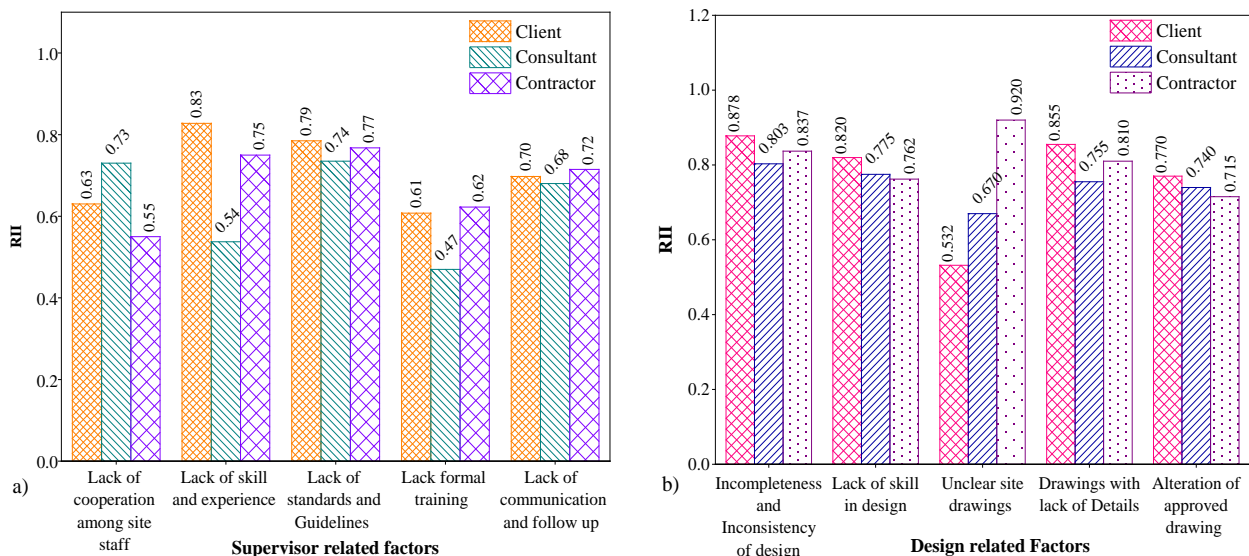 1.0
0.8
0.6
0.4
0.2
0.0
RII
Client
Consultant
Contractor
0.63
0.73
0.55
0.83
0.54
0.75
0.79
0.74
0.77
0.61
0.47
0.62
0.70
0.68
0.72
Lack of
cooperation
among site
staff
Lack of skill
and experience
Lack of
standards and
Guidelines
Lack formal
training
Lack of
communication
and follow up
a)
Supervisor related factors
1.2
1.0
0.8
0.6
0.4
0.2
0.0
RII
Client
Consultant
Contractor
0.878
0.803
0.837
0.820
0.775
0.762
0.532
0.670
0.920
0.855
0.755
0.810
0.770
0.740
0.715
Incompleteness
and
Inconsistency
of design
Lack of skill
in design
Unclear site
drawings
Drawings with
lack of Details
Alteration of
approved
drawing
b)
Design related Factors